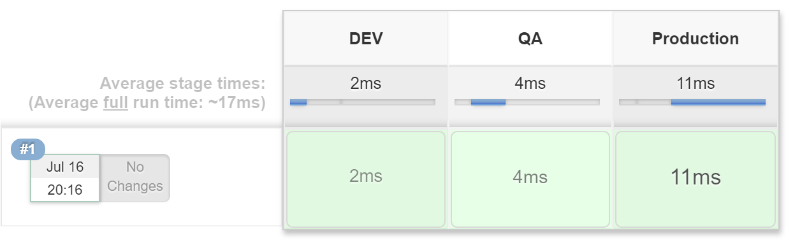 DEV QA Production
Average stage times: 2ms 4ms 11ms
(Average full run time: ~17ms)
#1
Jul 16 No
20:16 Changes
2ms 4ms 11ms